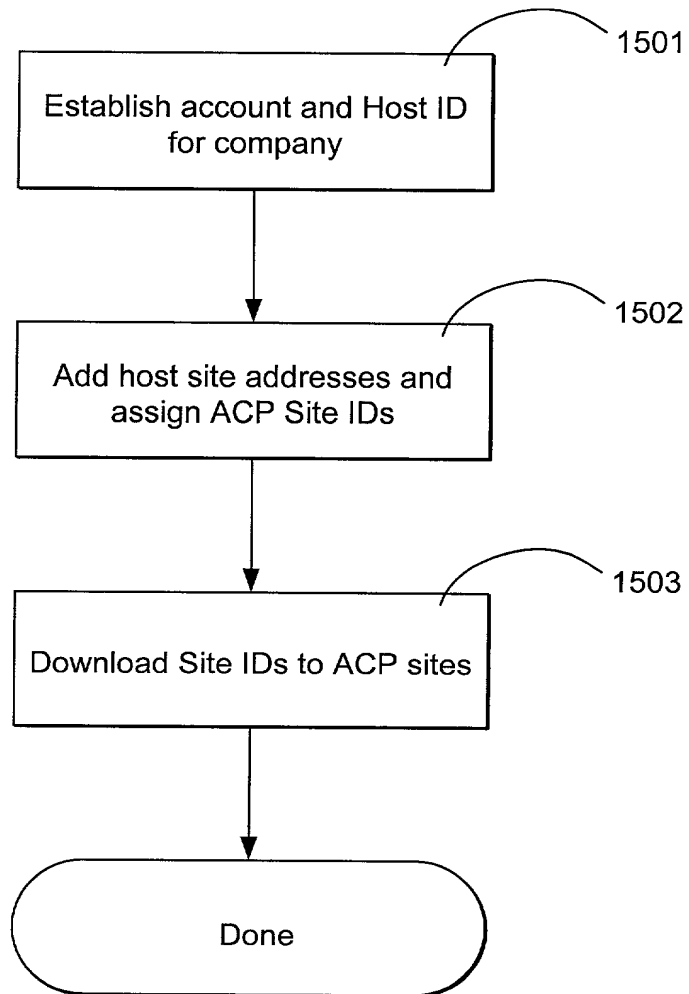 1501
Establish account and Host ID
for company
1502
Add host site addresses and
assign ACP Site IDs
1503
Download Site IDs to ACP sites
Done